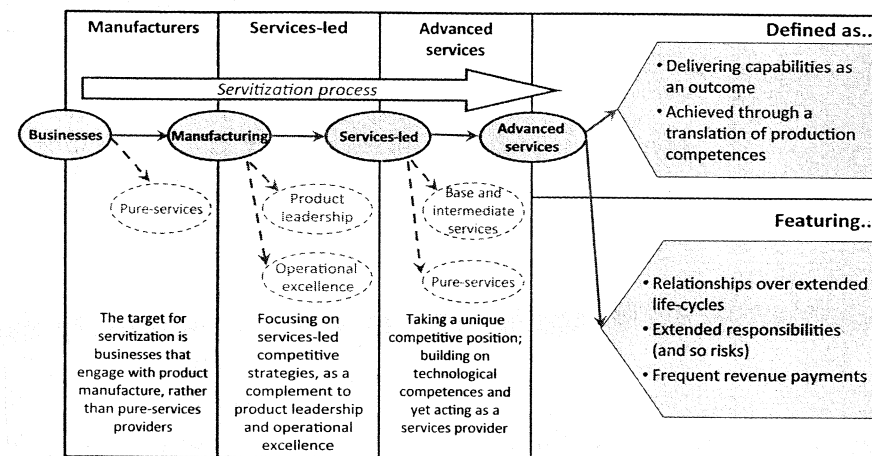 Manufacturers
Services-led
Advanced
services
Defined as..
Servitization process
Businesses
Manufacturing
Services-led
Advanced
services
• Delivering capabilities as
an outcome
• Achieved through a
translation of production
competences
Pure-services
Product
leadership
Operational
excellence
Base and
intermediate
services
Pure-services
Featuring..
• Relationships over extended
life-cycles
• Extended responsibilities
(and so risks)
• Frequent revenue payments
The target for
servitization is
businesses that
engage with product
manufacture, rather
than pure-services
providers
Focusing on
services-led
competitive
strategies, as a
complement to
product leadership
and operational
excellence
Taking a unique
competitive position;
building on
technological
competences and
yet acting as a
services provider